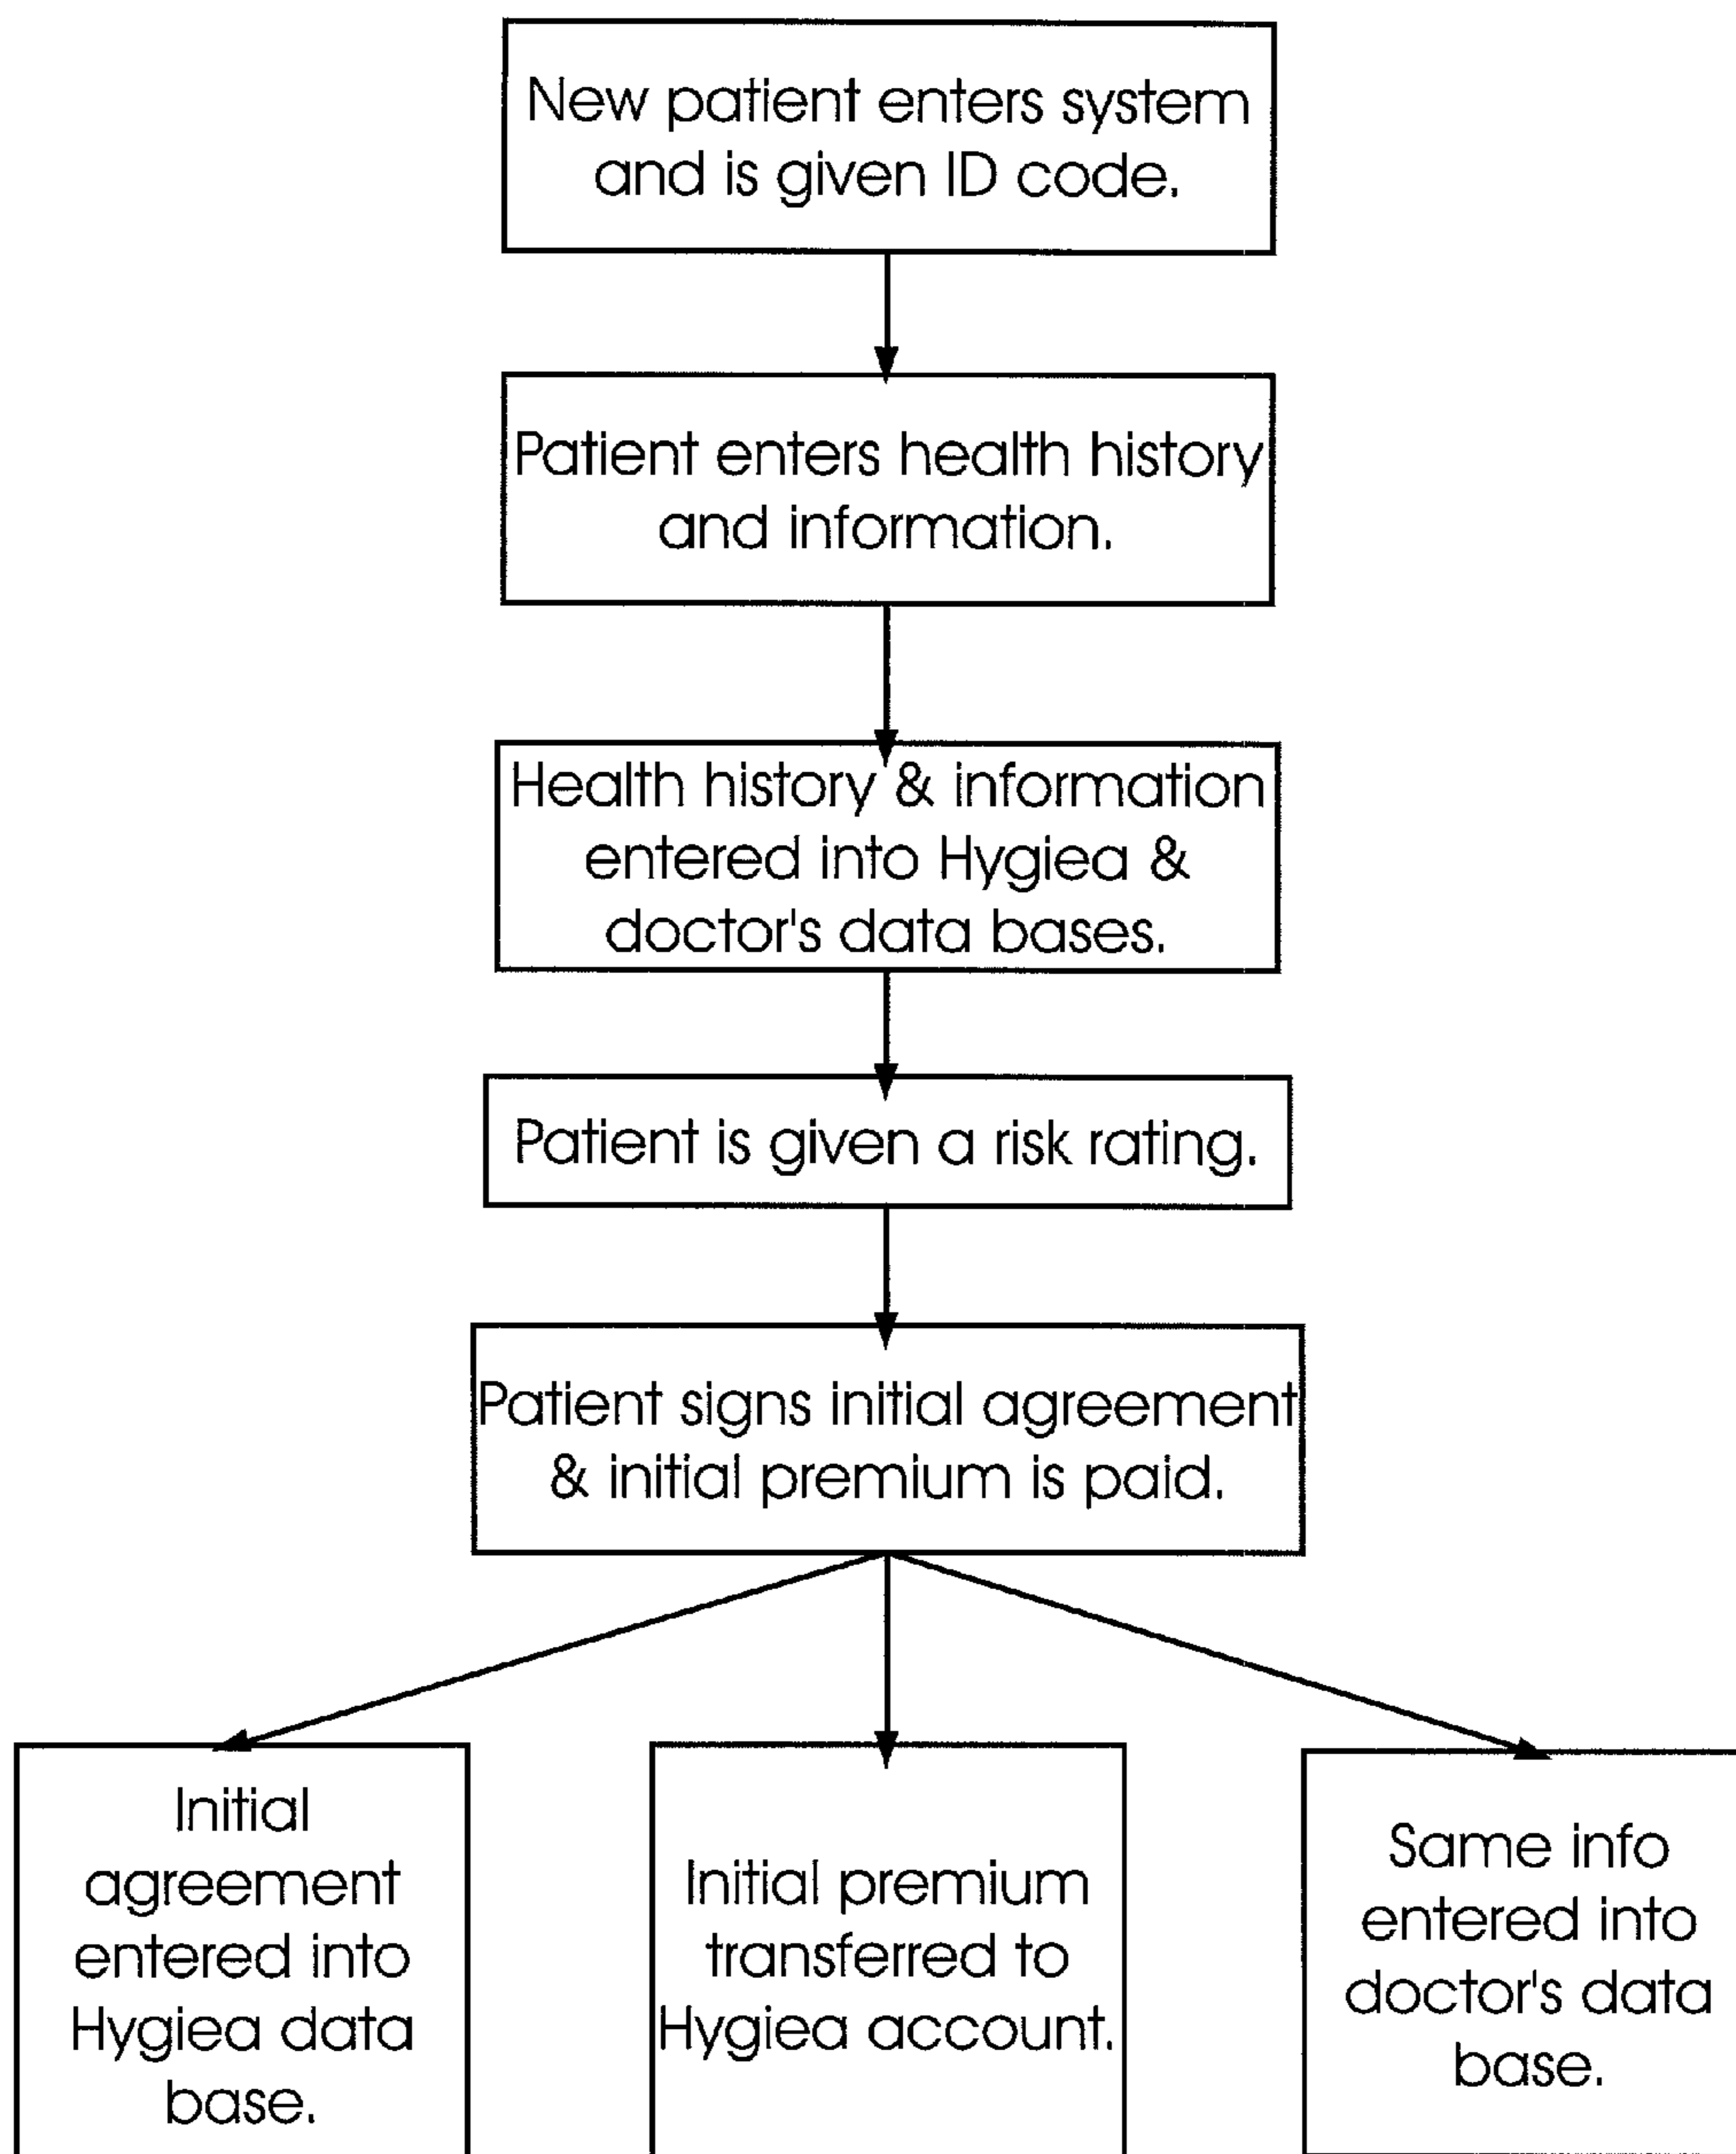 New patient enters system
and is given ID code.
Patient enters health history
and information.
Health history & information
entered into Hygiea &
doctor's data bases.
Patient is given a risk rating.
Patient signs initial agreement
& initial premium is paid.
Initial
agreement
entered into
Hygiea data
base.
Initial premium
transferred to
Hygiea account.
Same info
entered into
doctor's data
base.